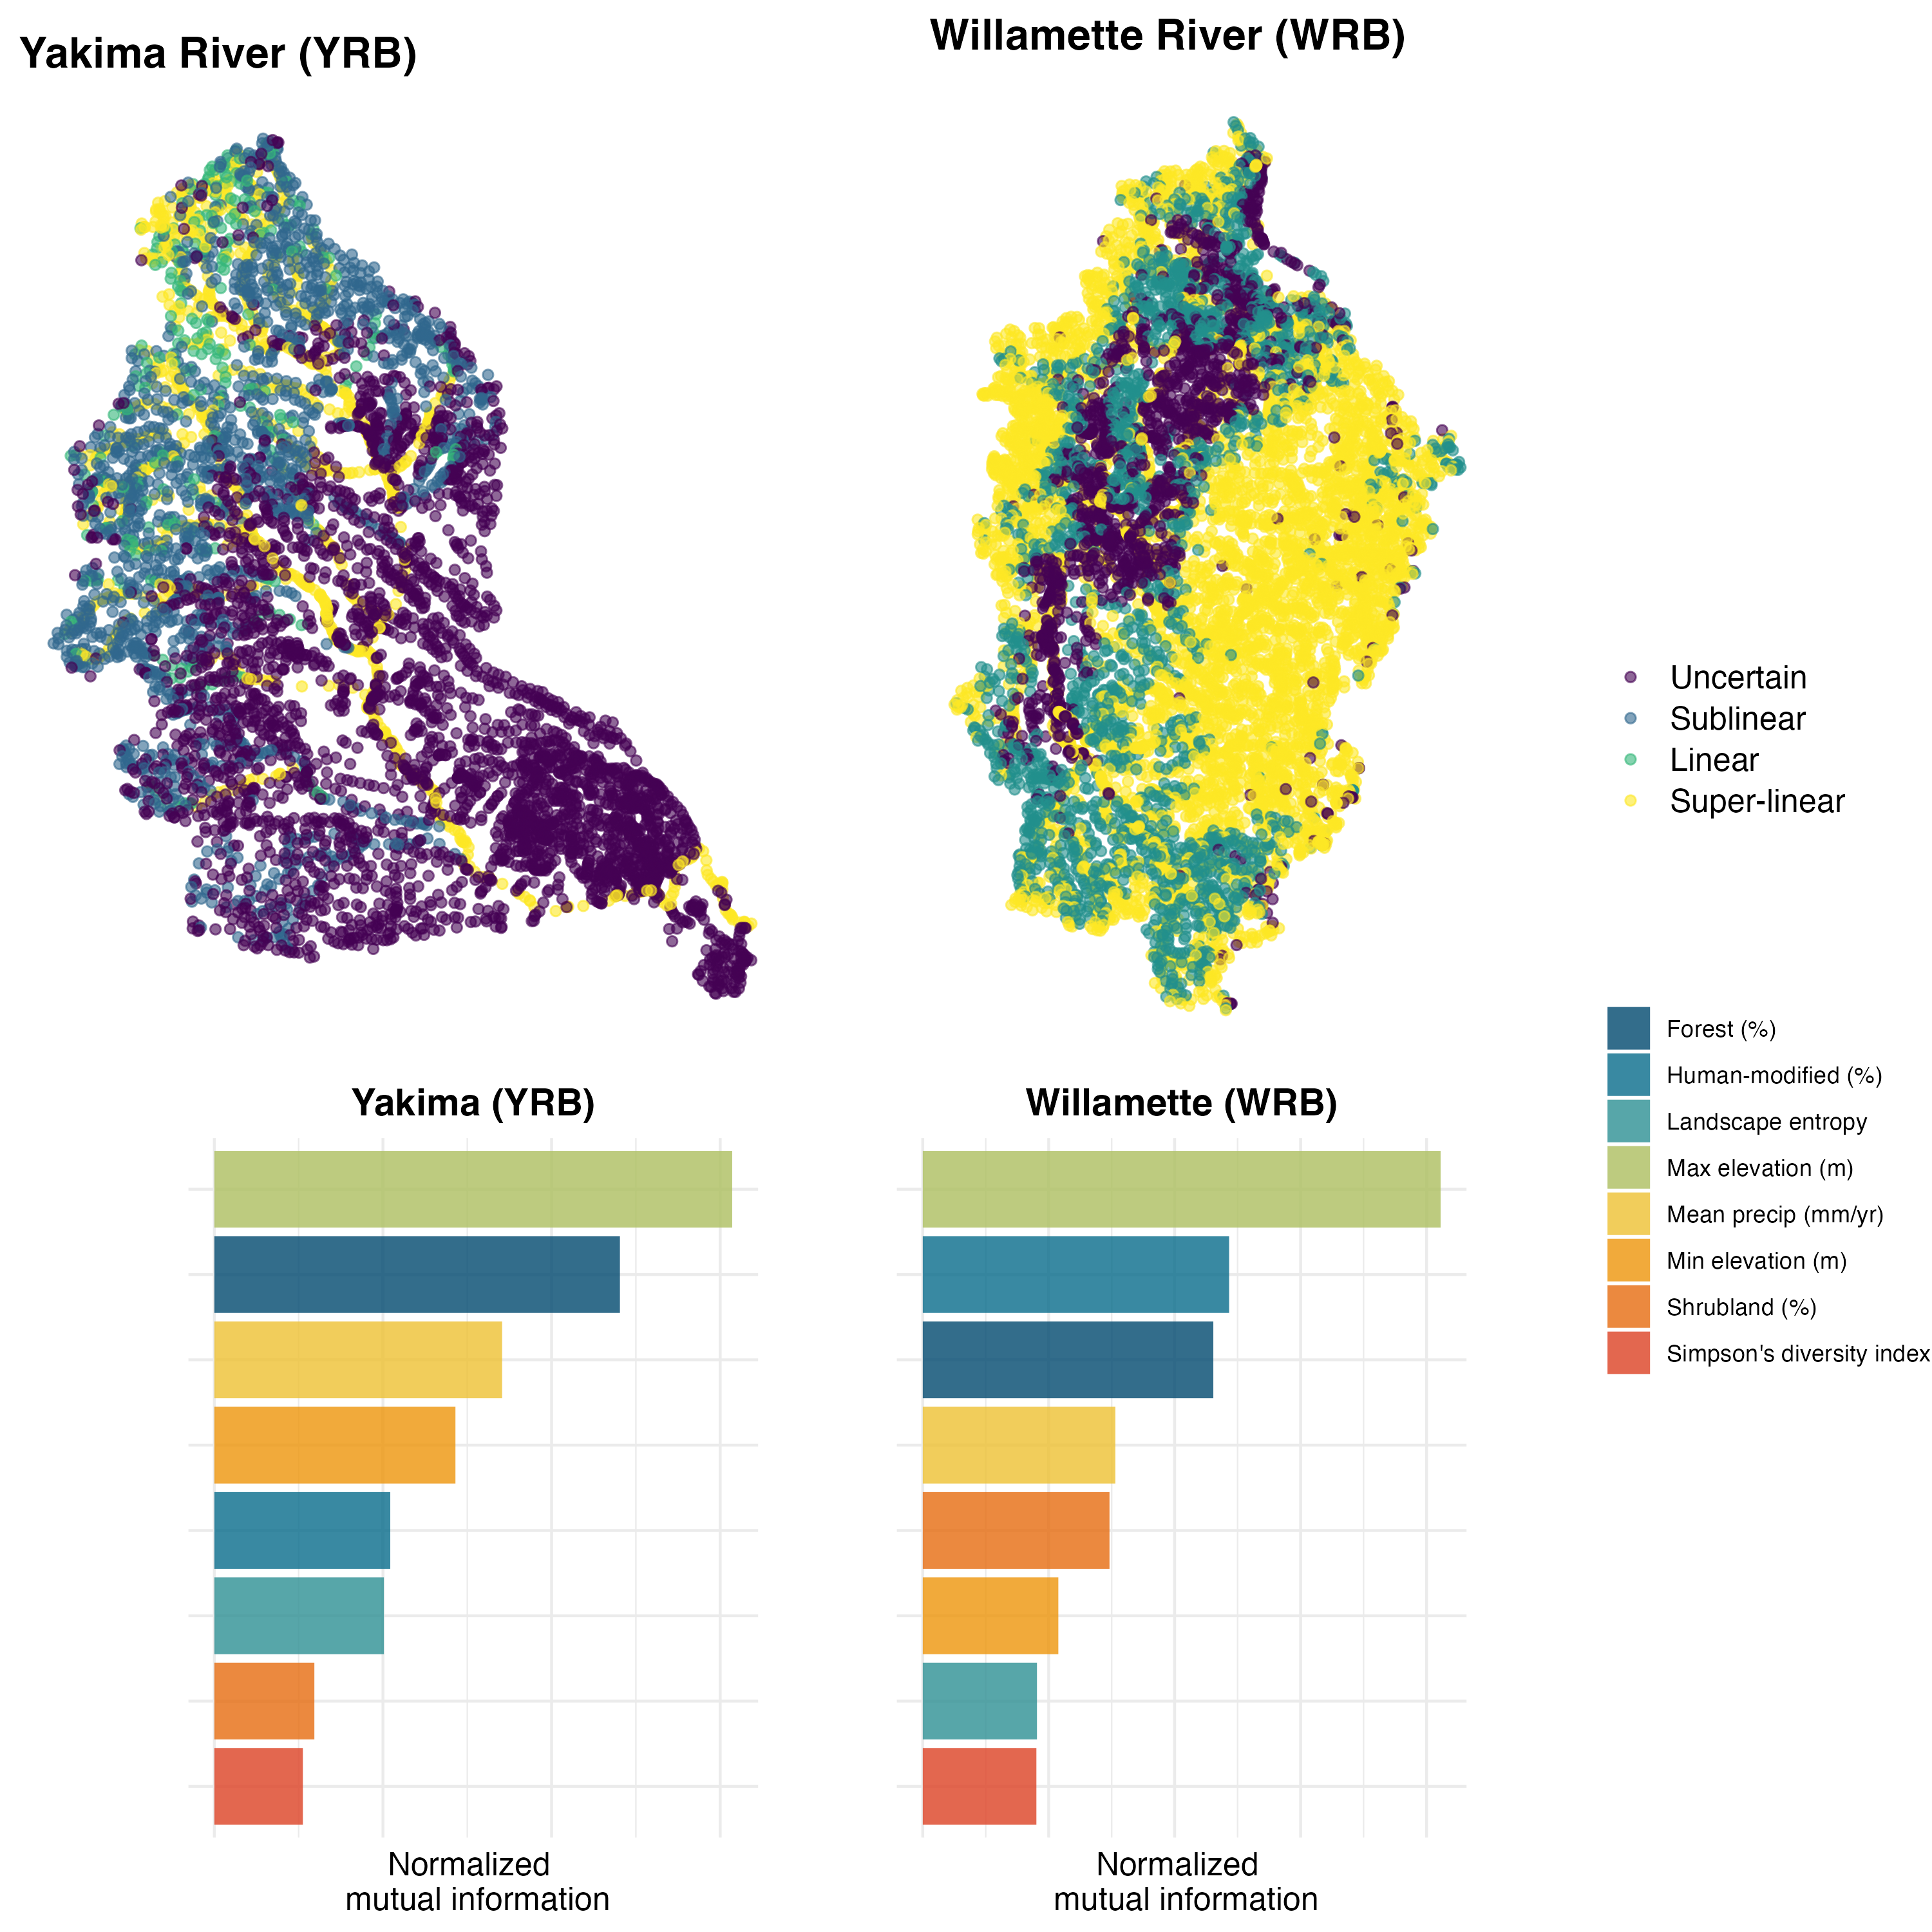 Yakima River (YRB)
Willamette River (WRB)
Uncertain
Sublinear
Linear
Super-linear
Forest (%)
Human-modified (%)
Landscape entropy
Max elevation (m)
Mean precip (mm/yr)
Min elevation (m)
Shrubland (%)
Simpson's diversity index
Yakima (YRB)
Willamette (WRB)
Normalized
mutual information
Normalized
mutual information